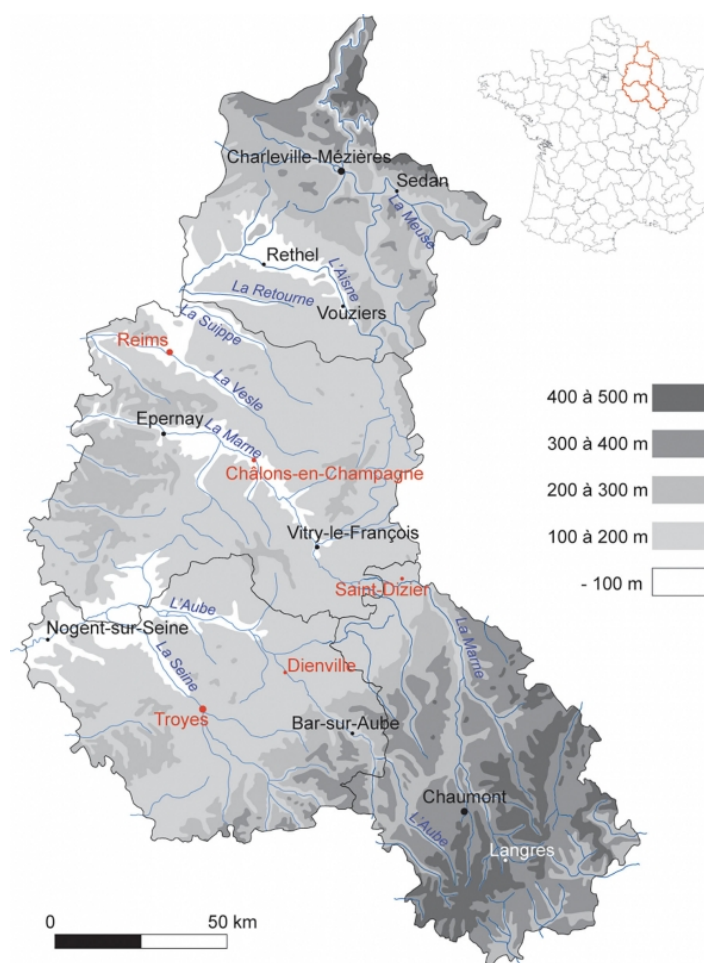 Charleville-Mézières
Sedan
La Meuse
Rethel
L'Aisne
La Retourne
Vouziers
La Suippe
Reims
La Vesle
Epernay
La Marne
Châlons-en-Champagne
Vitry-le-François
Saint-Dizier
L'Aube
Nogent-sur-Seine
La Seine
La Marne
Dienville
Troyes
Bar-sur-Aube
Chaumont
L'Aube
Langres
400 à 500 m
300 à 400 m
200 à 300 m
100 à 200 m
- 100 m
0 50 km